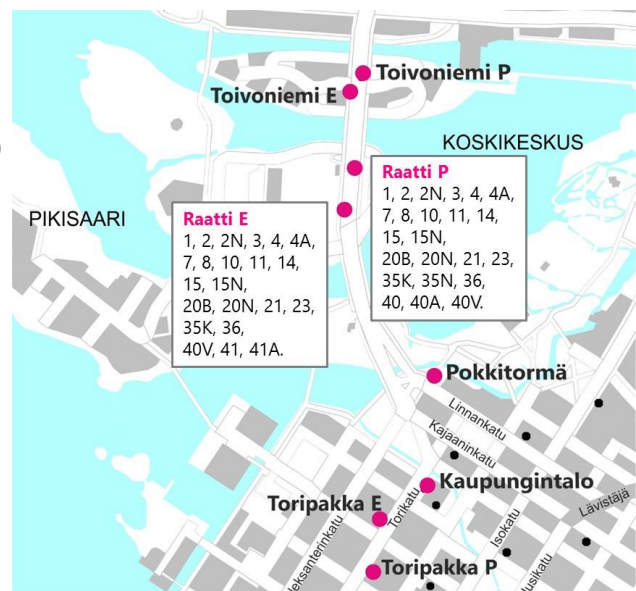 Toivoniemi P
Toivoniemi E
KOSKIKESKUS
Raatti P
1, 2, 2N, 3, 4, 4A,
7, 8, 10, 11, 14,
15, 15N,
20B, 20N, 21, 23,
35K, 35N, 36,
40, 40A, 40V.
PIKISAARI
Raatti E
1, 2, 2N, 3, 4, 4A,
7, 8, 10, 11, 14,
15, 15N,
20B, 20N, 21, 23,
35K, 36,
40V, 41, 41A.
Pokkitörmä
Linnankatu
Kajaaninkatu
Kaupungintalo
Lävistäjä
Toripakka E
Torikatu
Isokatu
leksanterinkatu
usikatu
Toripakka P